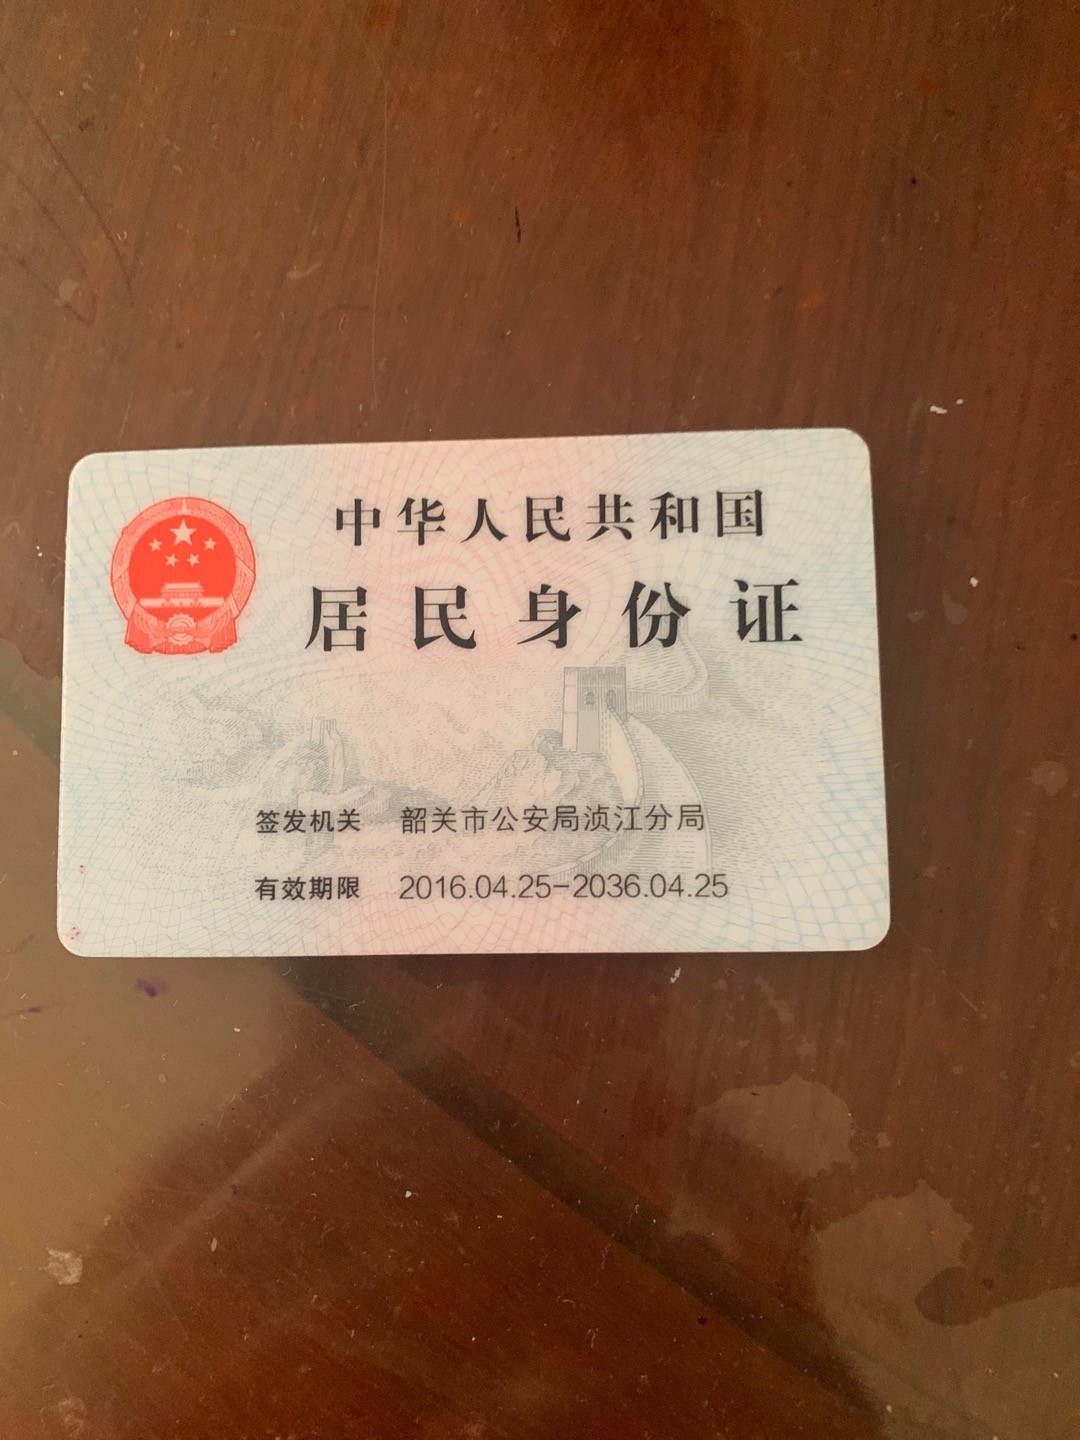 中华人民共和国
居民身份证
签发机关 韶关市公安局浈江分局
有效期限 2016.04.25-2036.04.25